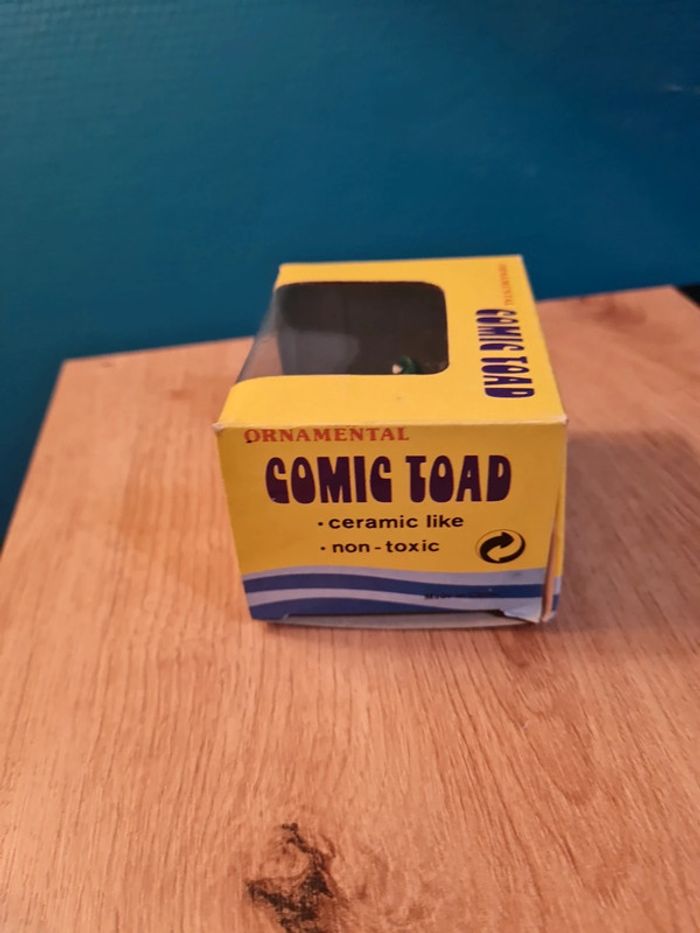 ORNAMENTAL
COMIC TOAD
ORNAMENTAL
COMIC TOAD
· ceramic like
· non-toxic